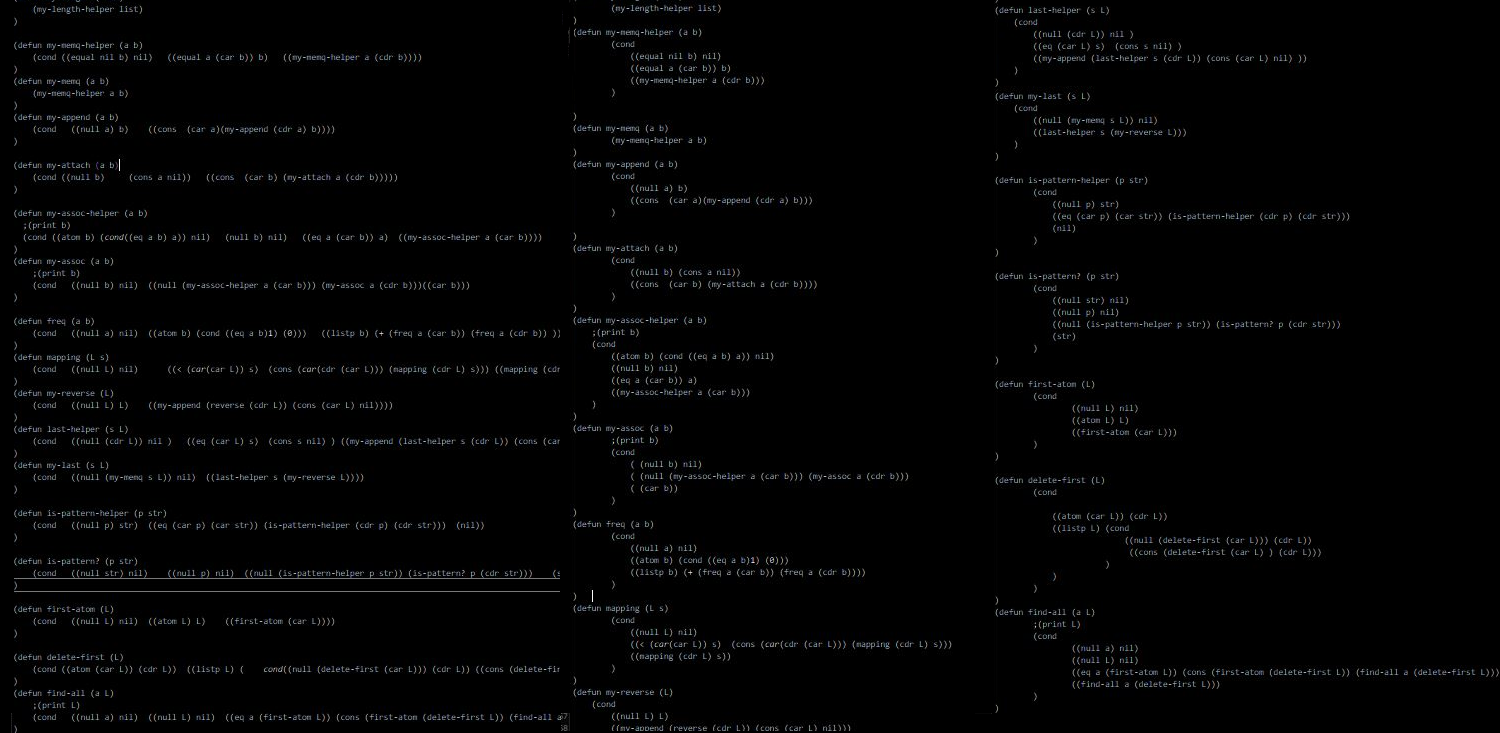 (my-length-helper list)
)
(defun my-memq-helper (a b)
(cond ((equal nil b) nil) ((equal a (car b)) b) ((my-memq-helper a (cdr b))))
)
(defun my-memq (a b)
(my-memq-helper a b)
)
(defun my-append (a b)
(cond ((null a) b) ((cons (car a)(my-append (cdr a) b))))
)
(defun my-attach (a b)
(cond ((null b) (cons a nil)) ((cons (car b) (my-attach a (cdr b)))))
)
(defun my-assoc-helper (a b)
;(print b)
(cond ((atom b) (cond((eq a b) a)) nil) (null b) nil) ((eq a (car b)) a) ((my-assoc-helper a (car b))))
)
(defun my-assoc (a b)
;(print b)
(cond ((null b) nil) ((null (my-assoc-helper a (car b))) (my-assoc a (cdr b)))((car b)))
)
(defun freq (a b)
(cond ((null a) nil) ((atom b) (cond ((eq a b)1) (0))) ((listp b) (+ (freq a (car b)) (freq a (cdr b)) ))
)
(defun mapping (L s)
(cond ((null L) nil) ((< (car(car L)) s) (cons (car(cdr (car L))) (mapping (cdr L) s))) ((mapping (cdr
)
(defun my-reverse (L)
(cond ((null L) L) ((my-append (reverse (cdr L)) (cons (car L) nil))))
)
(defun last-helper (s L)
(cond ((null (cdr L)) nil ) ((eq (car L) s) (cons s nil) ) ((my-append (last-helper s (cdr L)) (cons (car
)
(defun my-last (s L)
(cond ((null (my-memq s L)) nil) ((last-helper s (my-reverse L))))
)
(defun is-pattern-helper (p str)
(cond ((null p) str) ((eq (car p) (car str)) (is-pattern-helper (cdr p) (cdr str))) (nil))
)
(defun is-pattern? (p str)
(cond ((null str) nil) ((null p) nil) ((null (is-pattern-helper p str)) (is-pattern? p (cdr str))) (s
)
(defun first-atom (L)
(cond ((null L) nil) ((atom L) L) ((first-atom (car L))))
)
(defun delete-first (L)
(cond ((atom (car L)) (cdr L)) ((listp L) ( cond((null (delete-first (car L))) (cdr L)) ((cons (delete-fir
)
(defun find-all (a L)
;(print L)
(cond ((null a) nil) ((null L) nil) ((eq a (first-atom L)) (cons (first-atom (delete-first L)) (find-all a
)
(my-length-helper list)
)
(defun my-memq-helper (a b)
(cond
((equal nil b) nil)
((equal a (car b)) b)
((my-memq-helper a (cdr b)))
)
)
(defun my-memq (a b)
(my-memq-helper a b)
)
(defun my-append (a b)
(cond
((null a) b)
((cons (car a)(my-append (cdr a) b)))
)
)
(defun my-attach (a b)
(cond
((null b) (cons a nil))
((cons (car b) (my-attach a (cdr b))))
)
)
(defun my-assoc-helper (a b)
;(print b)
(cond
((atom b) (cond ((eq a b) a)) nil)
((null b) nil)
((eq a (car b)) a)
((my-assoc-helper a (car b)))
)
)
(defun my-assoc (a b)
;(print b)
(cond
( (null b) nil)
( (null (my-assoc-helper a (car b))) (my-assoc a (cdr b)))
( (car b))
)
)
(defun freq (a b)
(cond
((null a) nil)
((atom b) (cond ((eq a b)1) (0)))
((listp b) (+ (freq a (car b)) (freq a (cdr b))))
)
)
(defun mapping (L s)
(cond
((null L) nil)
((< (car(car L)) s) (cons (car(cdr (car L))) (mapping (cdr L) s)))
((mapping (cdr L) s))
)
)
(defun my-reverse (L)
(cond
57 ((null L) L)
58 ((my-append (reverse (cdr L)) (cons (car L) nil)))
(defun last-helper (s L)
(cond
((null (cdr L)) nil )
((eq (car L) s) (cons s nil) )
((my-append (last-helper s (cdr L)) (cons (car L) nil) ))
)
)
(defun my-last (s L)
(cond
((null (my-memq s L)) nil)
((last-helper s (my-reverse L)))
)
)
(defun is-pattern-helper (p str)
(cond
((null p) str)
((eq (car p) (car str)) (is-pattern-helper (cdr p) (cdr str)))
(nil)
)
)
(defun is-pattern? (p str)
(cond
((null str) nil)
((null p) nil)
((null (is-pattern-helper p str)) (is-pattern? p (cdr str)))
(str)
)
)
(defun first-atom (L)
(cond
((null L) nil)
((atom L) L)
((first-atom (car L)))
)
)
(defun delete-first (L)
(cond
((atom (car L)) (cdr L))
((listp L) (cond
((null (delete-first (car L))) (cdr L))
((cons (delete-first (car L) ) (cdr L)))
)
)
)
)
(defun find-all (a L)
;(print L)
(cond
((null a) nil)
((null L) nil)
((eq a (first-atom L)) (cons (first-atom (delete-first L)) (find-all a (delete-first L))))
((find-all a (delete-first L)))
)
)